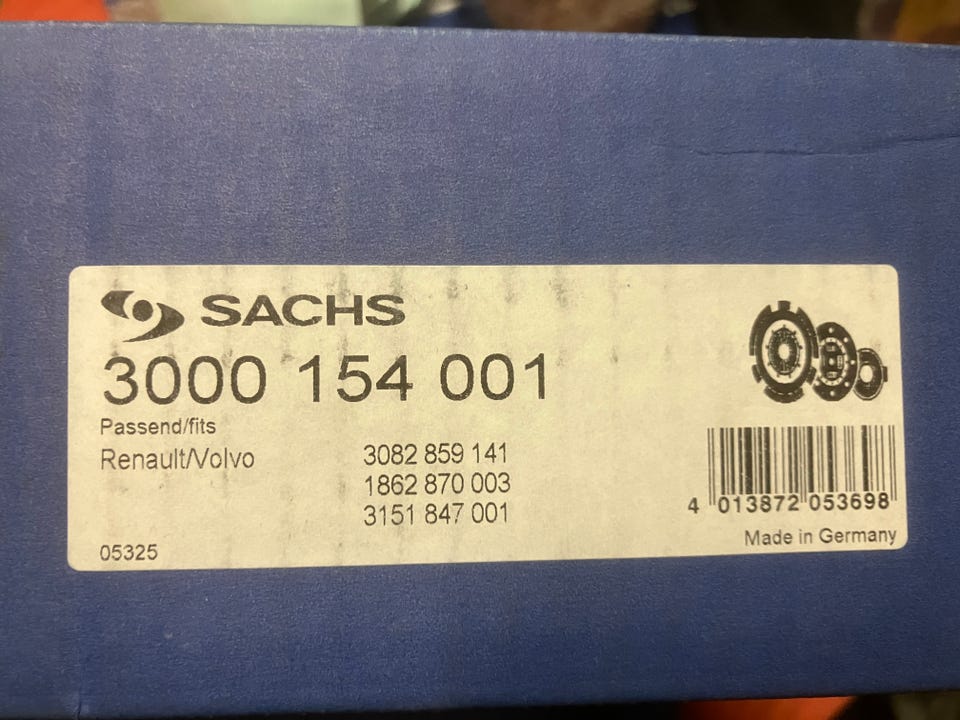 SACHS
3000 154 001
Passend/fits
Renault/Volvo
3082 859 141
1862 870 003
3151 847 001
4 013872 053698
05325
Made in Germany